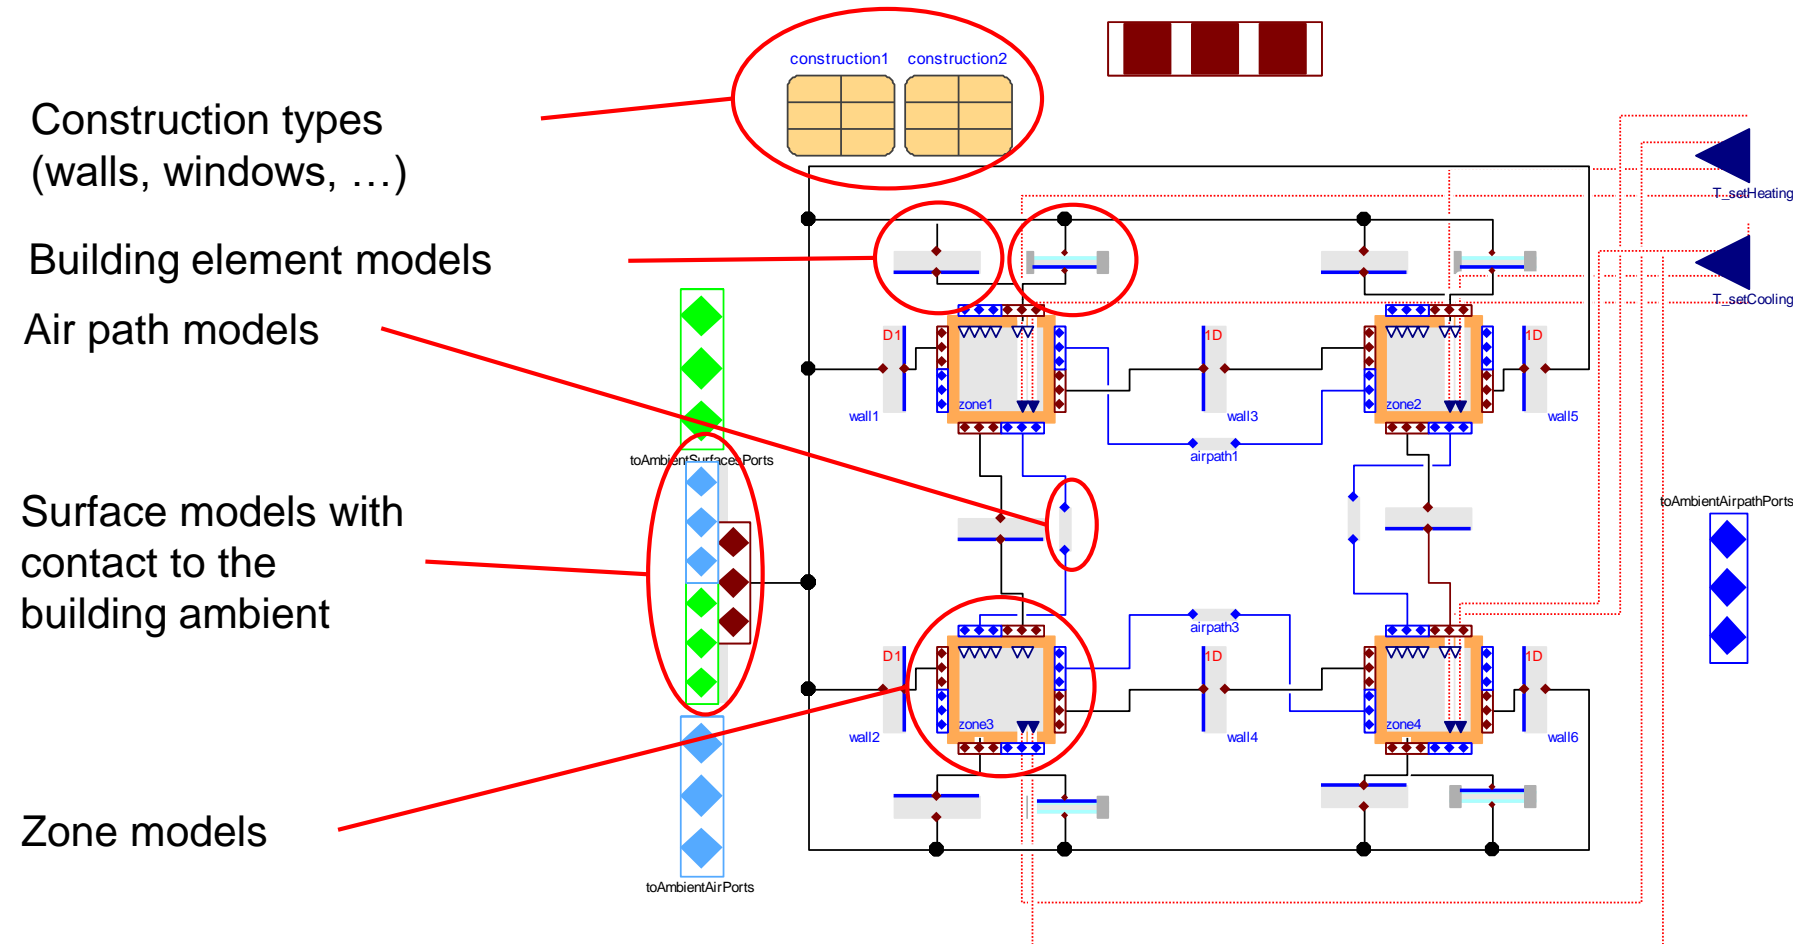 construction1 construction2
Construction types
(walls, windows, …)
T_setHeating
Building element models
T_setCooling
Air path models
D1
1D
1D
wall1
zone1
wall3
zone2
wall5
airpath1
toAmbientSurfacesPorts
toAmbientAirpathPorts
Surface models with
contact to the
building ambient
airpath3
D1
1D
1D
wall2
zone3
wall4
zone4
wall6
Zone models
toAmbientAirPorts